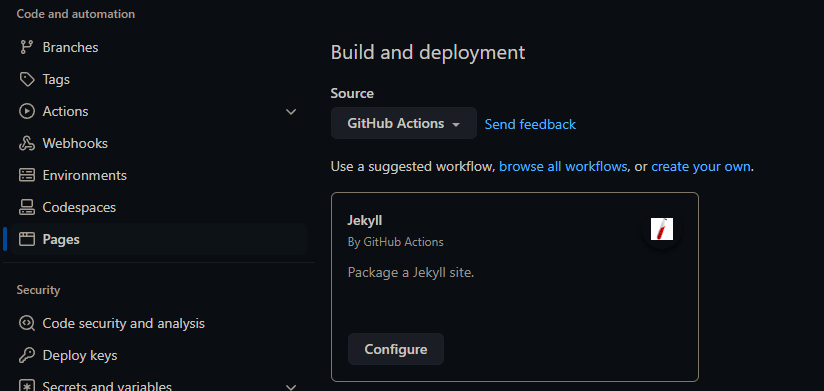 Code and automation
Branches
Tags
Actions
Webhooks
Environments
Codespaces
Pages
Security
Code security and analysis
Deploy keys
Secrets and variables
Build and deployment
Source
GitHub Actions
Send feedback
Use a suggested workflow, browse all workflows, or create your own.
Jekyll
By GitHub Actions
Package a Jekyll site.
Configure